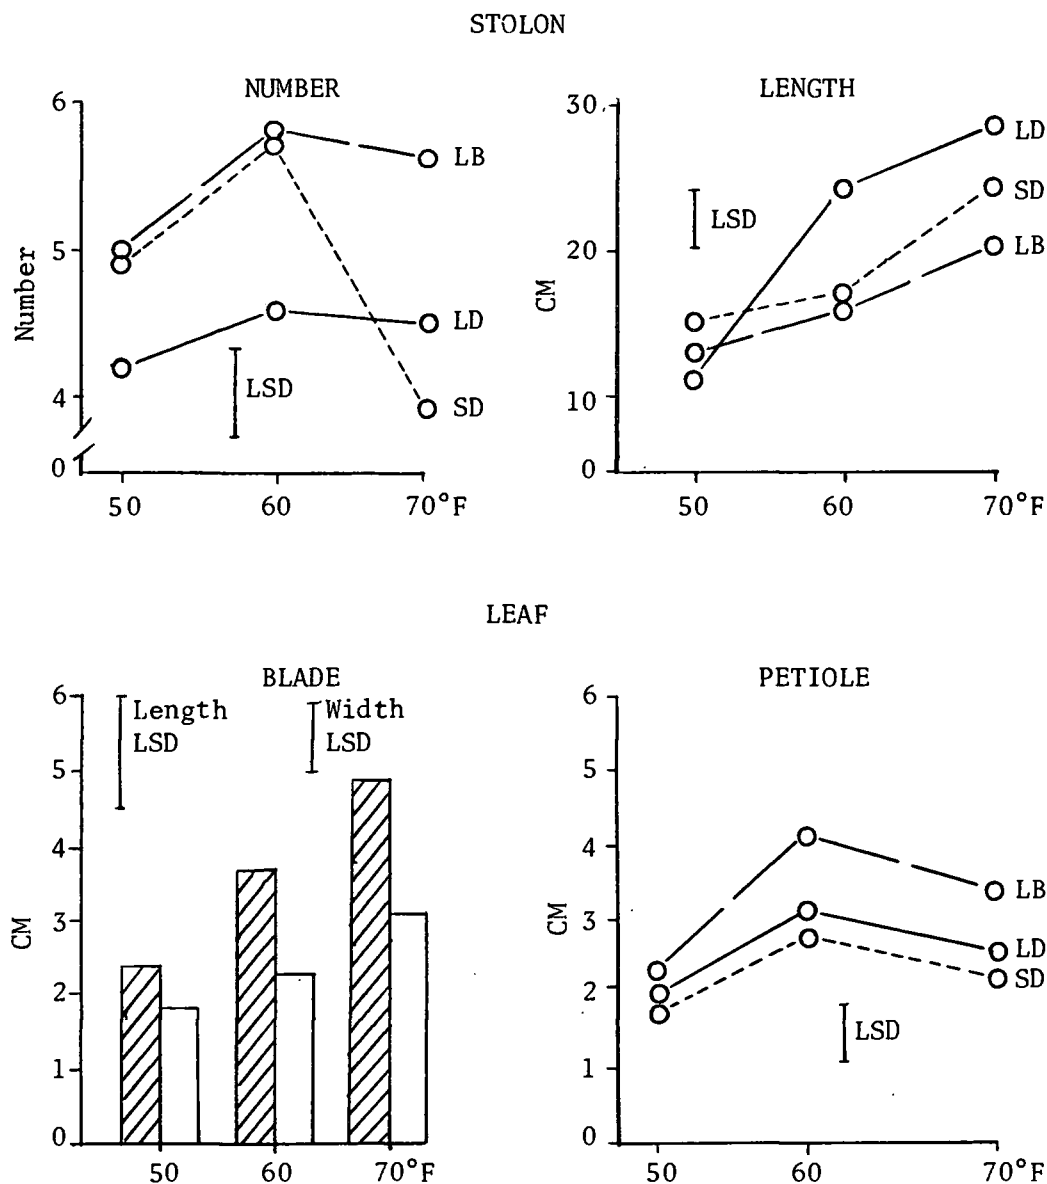 STOLON
NUMBER
6
5
4
0
Number
LB
LD
SD
LSD
50 60 70°F
LENGTH
30
20
10
0
CM
LD
SD
LB
LSD
50 60 70°F
LEAF
BLADE
6
5
4
3
2
1
0
CM
Length
LSD
Width
LSD
50 60 70°F
PETIOLE
6
5
4
3
2
1
0
CM
LB
LD
SD
LSD
50 60 70°F